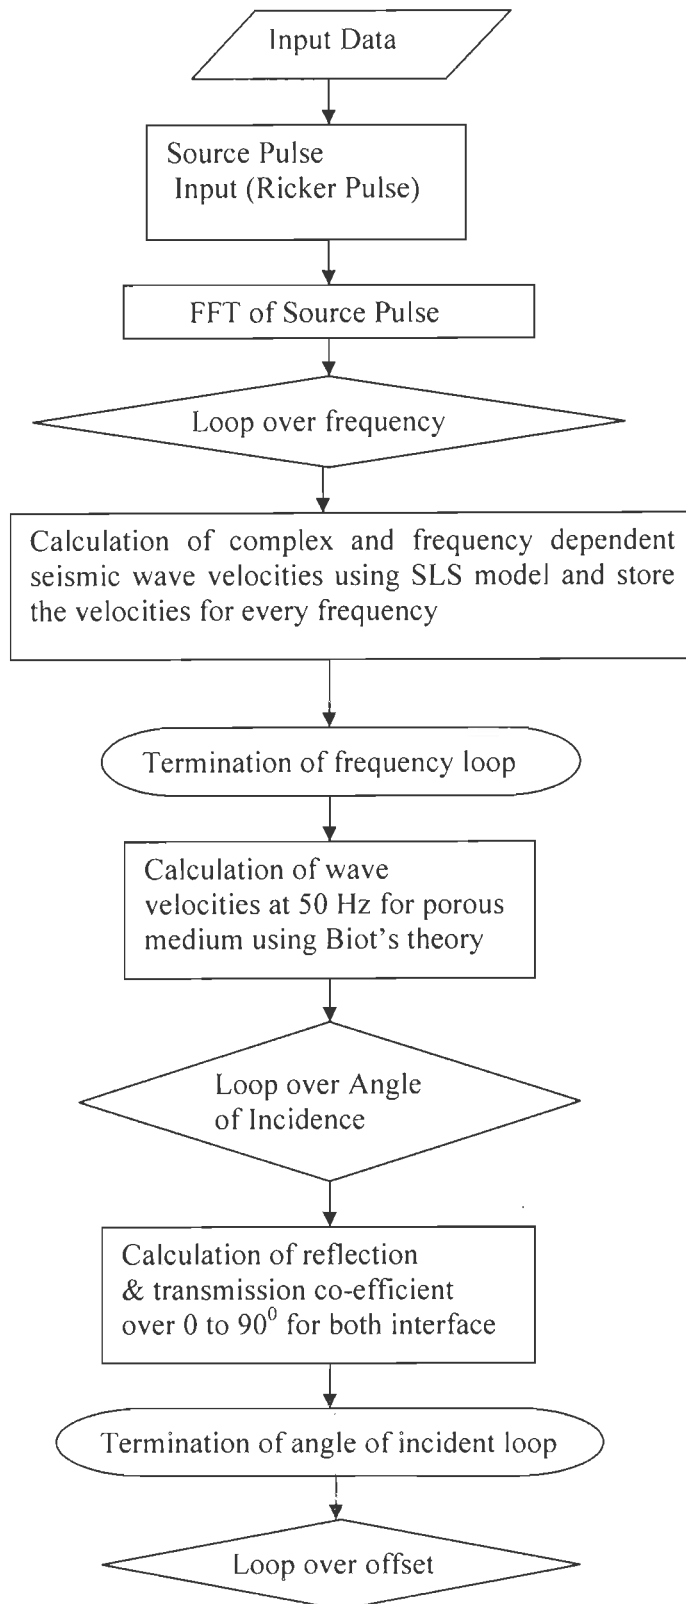 Input Data
Source Pulse
Input (Ricker Pulse)
FFT of Source Pulse
Loop over frequency
Calculation of complex and frequency dependent
seismic wave velocities using SLS model and store
the velocities for every frequency
Termination of frequency loop
Calculation of wave
velocities at 50 Hz for porous
medium using Biot's theory
Loop over Angle
of Incidence
Calculation of reflection
& transmission co-efficient
over 0 to 90⁰ for both interface
Termination of angle of incident loop
Loop over offset